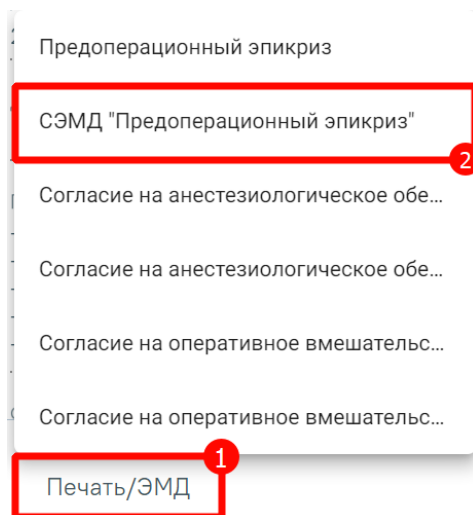 Предоперационный эпикриз
СЭМД "Предоперационный эпикриз"
2
Согласие на анестезиологическое обе...
Согласие на анестезиологическое обе...
Согласие на оперативное вмешательс...
Согласие на оперативное вмешательс...
1
Печать/ЭМД